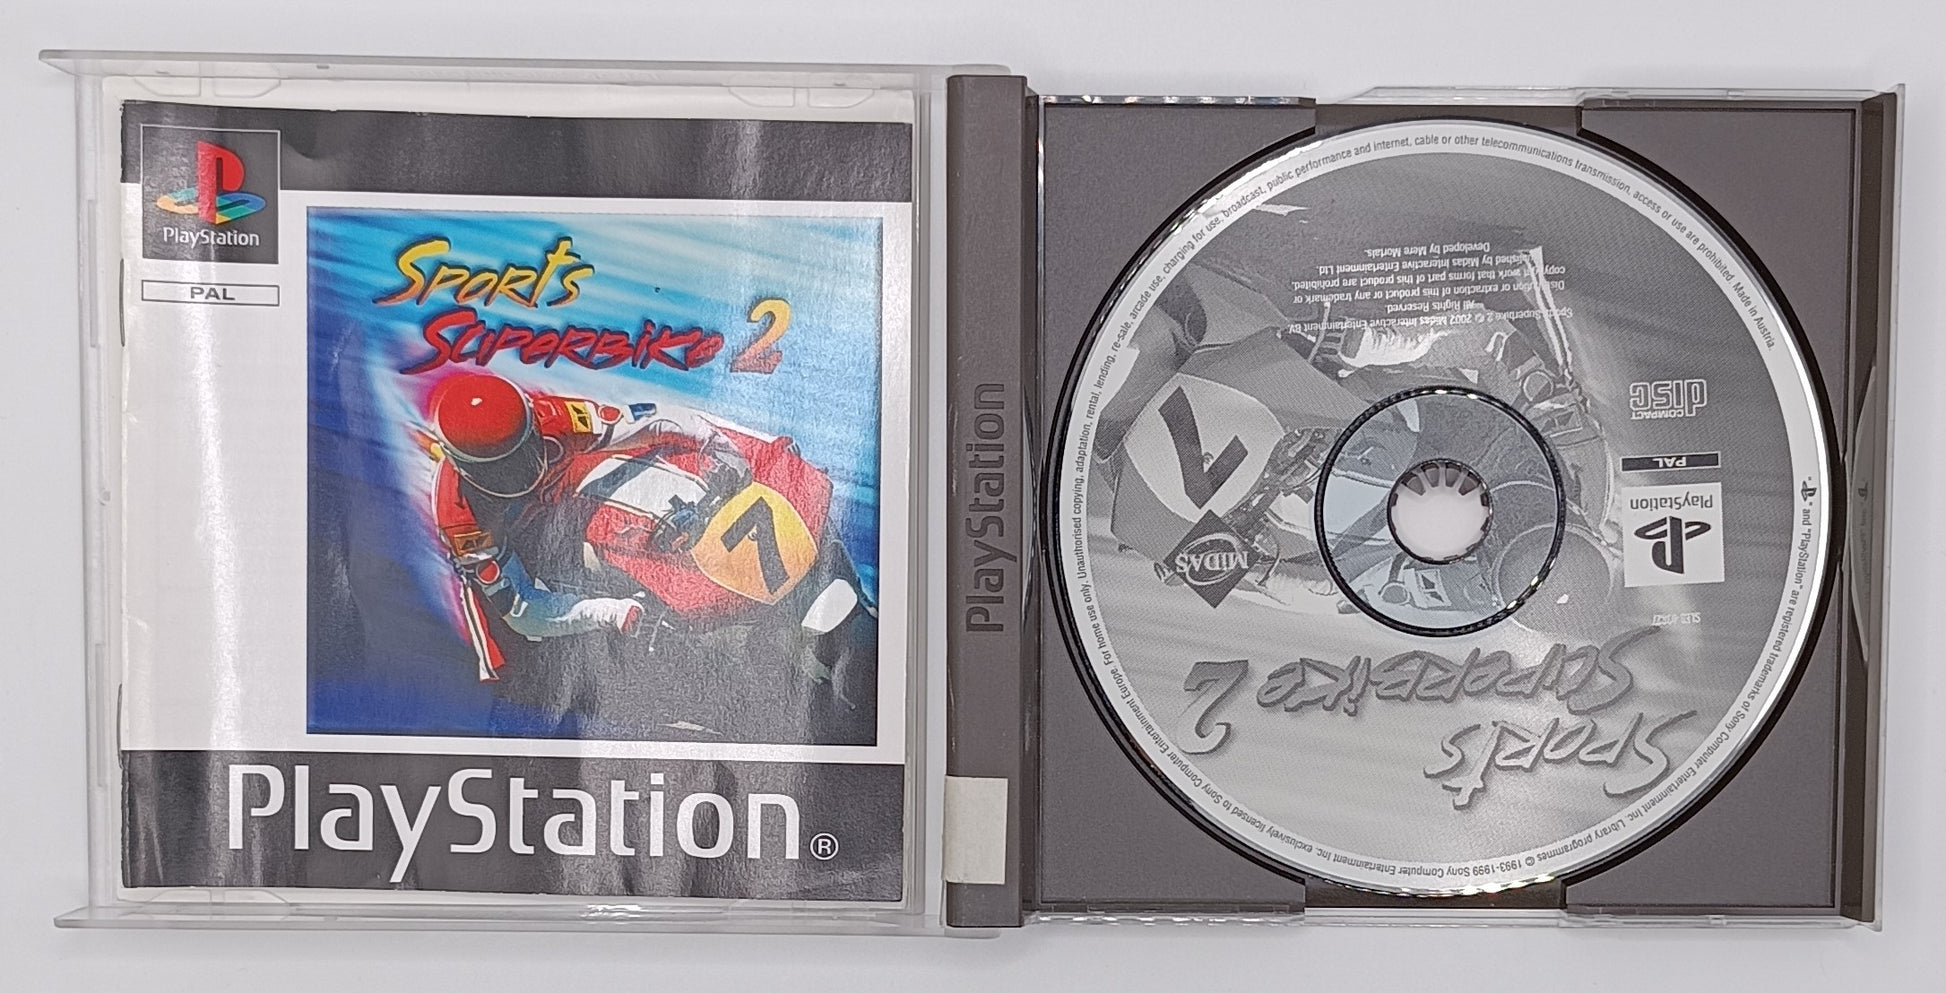 PlayStation
PAL
Sports
Superbike 2
7
PlayStation®
PlayStation
Sports
Superbike 2
7
MIDAS
PlayStation
PAL
COMPACT
disc
Sports Superbike 2 © 2002 Midas Interactive Entertainment BV.
All Rights Reserved.
Distribution or extraction of this product or any trademark or
copyright work that forms part of this product are prohibited.
Published by Midas Interactive Entertainment Ltd.
Developed by Mere Mortals.
"PS" and "PlayStation" are registered trademarks of Sony Computer Entertainment Inc. Library programmes © 1993-1999 Sony Computer Entertainment Inc. exclusively licensed to Sony Computer Entertainment Europe. For home use only. Unauthorised copying, adaptation, rental, lending, re-sale, arcade use, charging for use, broadcast, public performance and internet, cable or other telecommunications transmission, access or use are prohibited. Made in Austria.